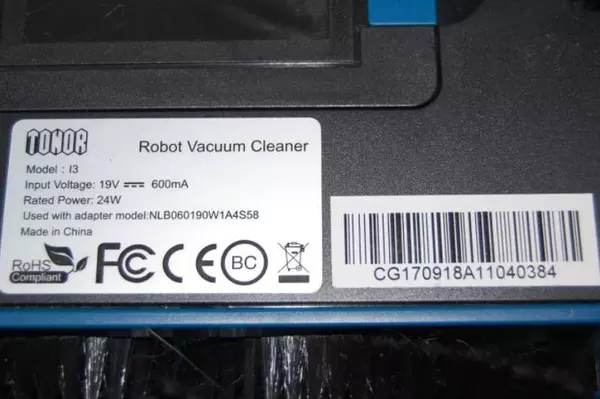 TONOR
Robot Vacuum Cleaner
Model : I3
Input Voltage: 19V ⎓ 600mA
Rated Power: 24W
Used with adapter model:NLB060190W1A4S58
Made in China
RoHS
Compliant
FC CE BC
CG170918A11040384